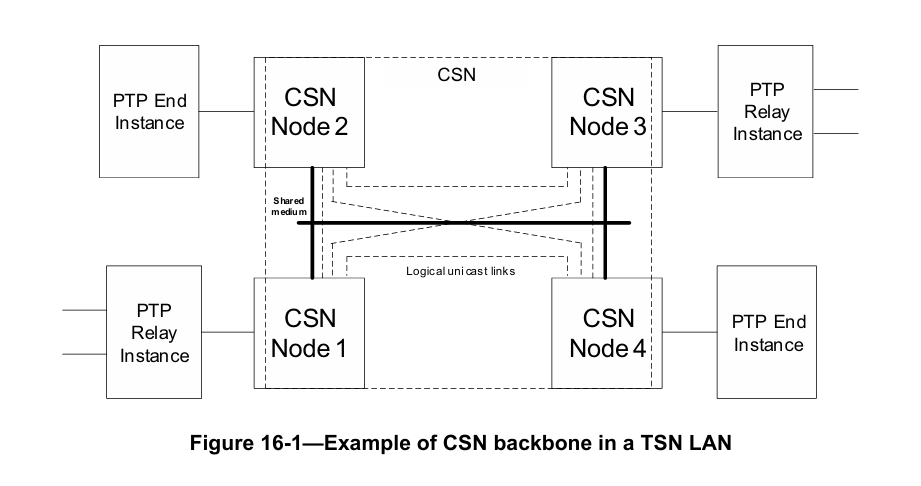 CSN
PTP End
Instance
CSN
Node 2
CSN
Node 3
PTP
Relay
Instance
Shared
medium
Logical unicast links
PTP
Relay
Instance
CSN
Node 1
CSN
Node 4
PTP End
Instance
Figure 16-1—Example of CSN backbone in a TSN LAN